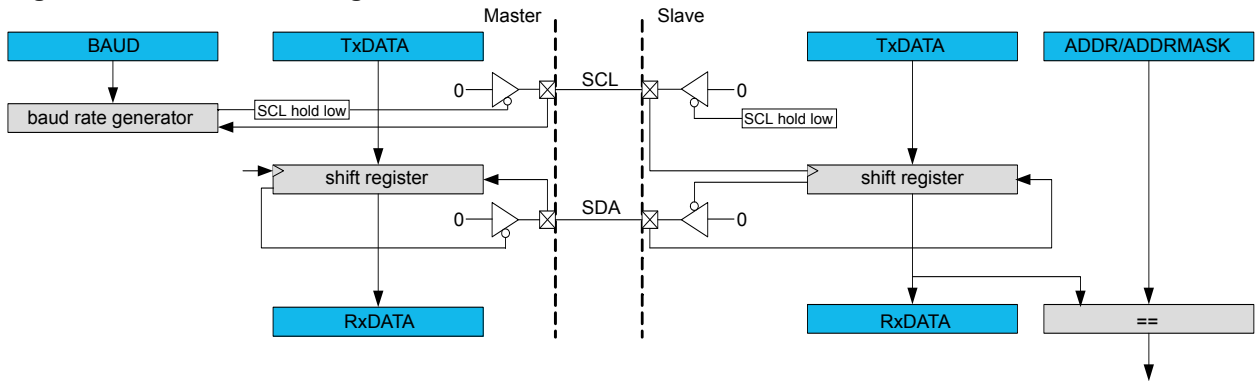 Master
Slave
BAUD
TxDATA
TxDATA
ADDR/ADDRMASK
SCL
0
0
baud rate generator
SCL hold low
SCL hold low
shift register
shift register
SDA
0
0
RxDATA
RxDATA
==